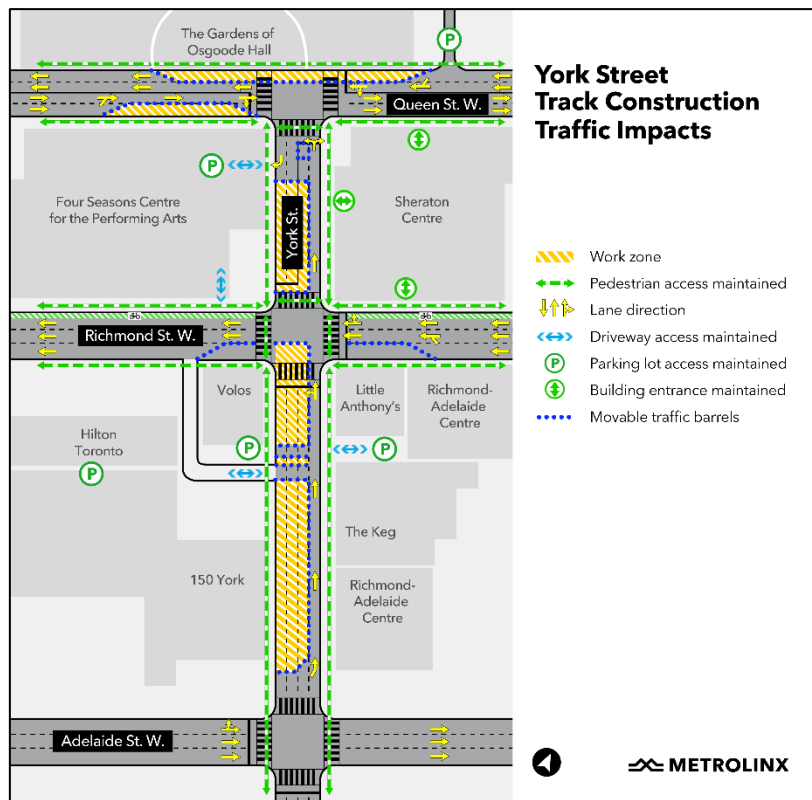 The Gardens of
Osgoode Hall
P
Queen St. W.
York Street
Track Construction
Traffic Impacts
P
Four Seasons Centre
for the Performing Arts
York St.
Sheraton
Centre
Work zone
Pedestrian access maintained
Lane direction
Driveway access maintained
P
Parking lot access maintained
Building entrance maintained
Movable traffic barrels
Richmond St. W.
Volos
Little
Anthony's
Richmond-
Adelaide
Centre
Hilton
Toronto
P
P
P
The Keg
150 York
Richmond-
Adelaide
Centre
Adelaide St. W.
METROLINX